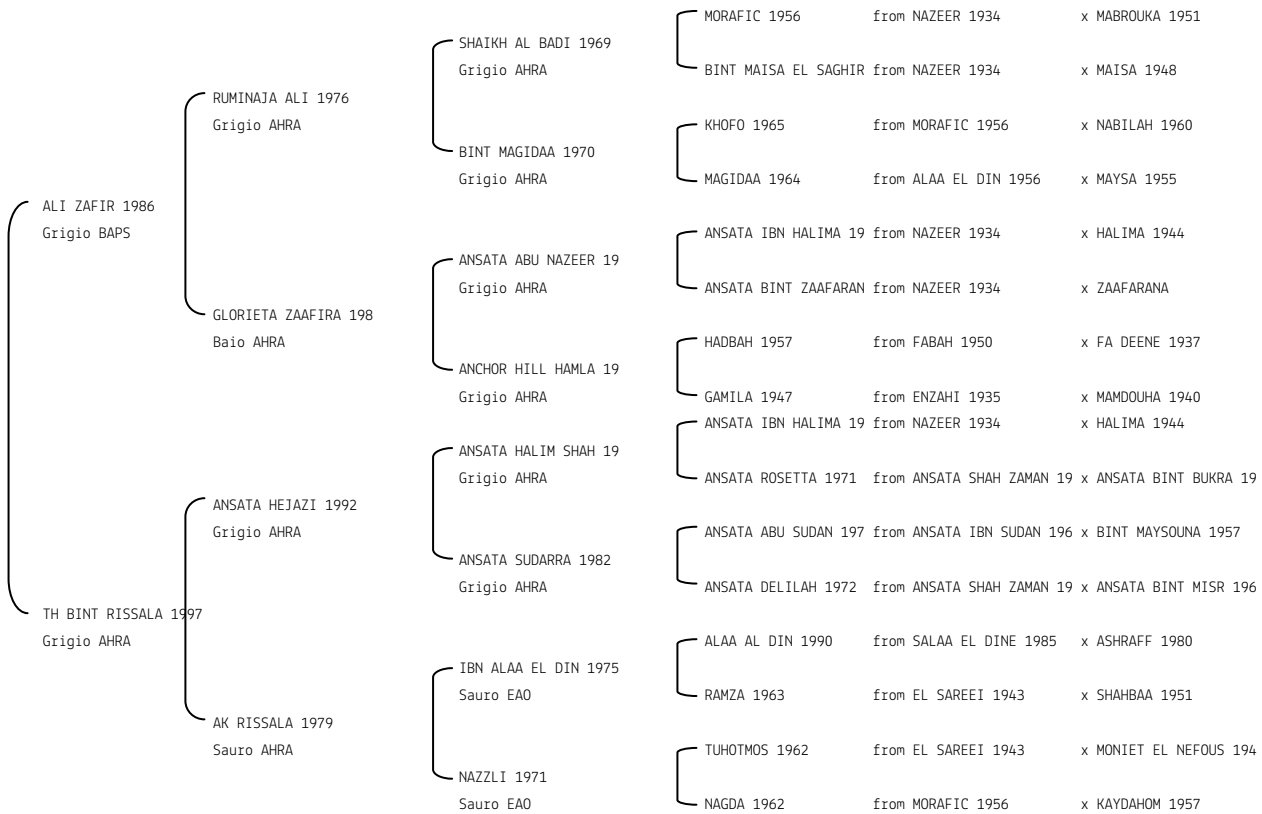 MORAFIC 1956 from NAZEER 1934 x MABROUKA 1951
SHAIKH AL BADI 1969
Grigio AHRA
BINT MAISA EL SAGHIR from NAZEER 1934 x MAISA 1948
RUMINAJA ALI 1976
Grigio AHRA
KHOFO 1965 from MORAFIC 1956 x NABILAH 1960
BINT MAGIDAA 1970
Grigio AHRA
MAGIDAA 1964 from ALAA EL DIN 1956 x MAYSA 1955
ALI ZAFIR 1986
Grigio BAPS
ANSATA IBN HALIMA 19 from NAZEER 1934 x HALIMA 1944
ANSATA ABU NAZEER 19
Grigio AHRA
ANSATA BINT ZAAFARAN from NAZEER 1934 x ZAAFARANA
GLORIETA ZAAFIRA 198
Baio AHRA
HADBAH 1957 from FABAH 1950 x FA DEENE 1937
ANCHOR HILL HAMLA 19
Grigio AHRA
GAMILA 1947 from ENZAHI 1935 x MAMDOUHA 1940
ANSATA IBN HALIMA 19 from NAZEER 1934 x HALIMA 1944
ANSATA HALIM SHAH 19
Grigio AHRA
ANSATA ROSETTA 1971 from ANSATA SHAH ZAMAN 19 x ANSATA BINT BUKRA 19
ANSATA HEJAZI 1992
Grigio AHRA
ANSATA ABU SUDAN 197 from ANSATA IBN SUDAN 196 x BINT MAYSOUNA 1957
ANSATA SUDARRA 1982
Grigio AHRA
ANSATA DELILAH 1972 from ANSATA SHAH ZAMAN 19 x ANSATA BINT MISR 196
TH BINT RISSALA 1997
Grigio AHRA
ALAA AL DIN 1990 from SALAA EL DINE 1985 x ASHRAFF 1980
IBN ALAA EL DIN 1975
Sauro EAO
RAMZA 1963 from EL SAREEI 1943 x SHAHBAA 1951
AK RISSALA 1979
Sauro AHRA
TUHOTMOS 1962 from EL SAREEI 1943 x MONIET EL NEFOUS 194
NAZZLI 1971
Sauro EAO
NAGDA 1962 from MORAFIC 1956 x KAYDAHOM 1957